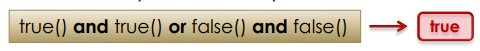 true() and true() or false() and false() true